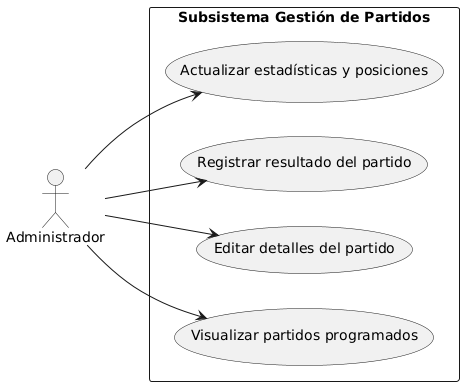 Subsistema Gestión de Partidos
Actualizar estadísticas y posiciones
Registrar resultado del partido
Administrador
Editar detalles del partido
Visualizar partidos programados